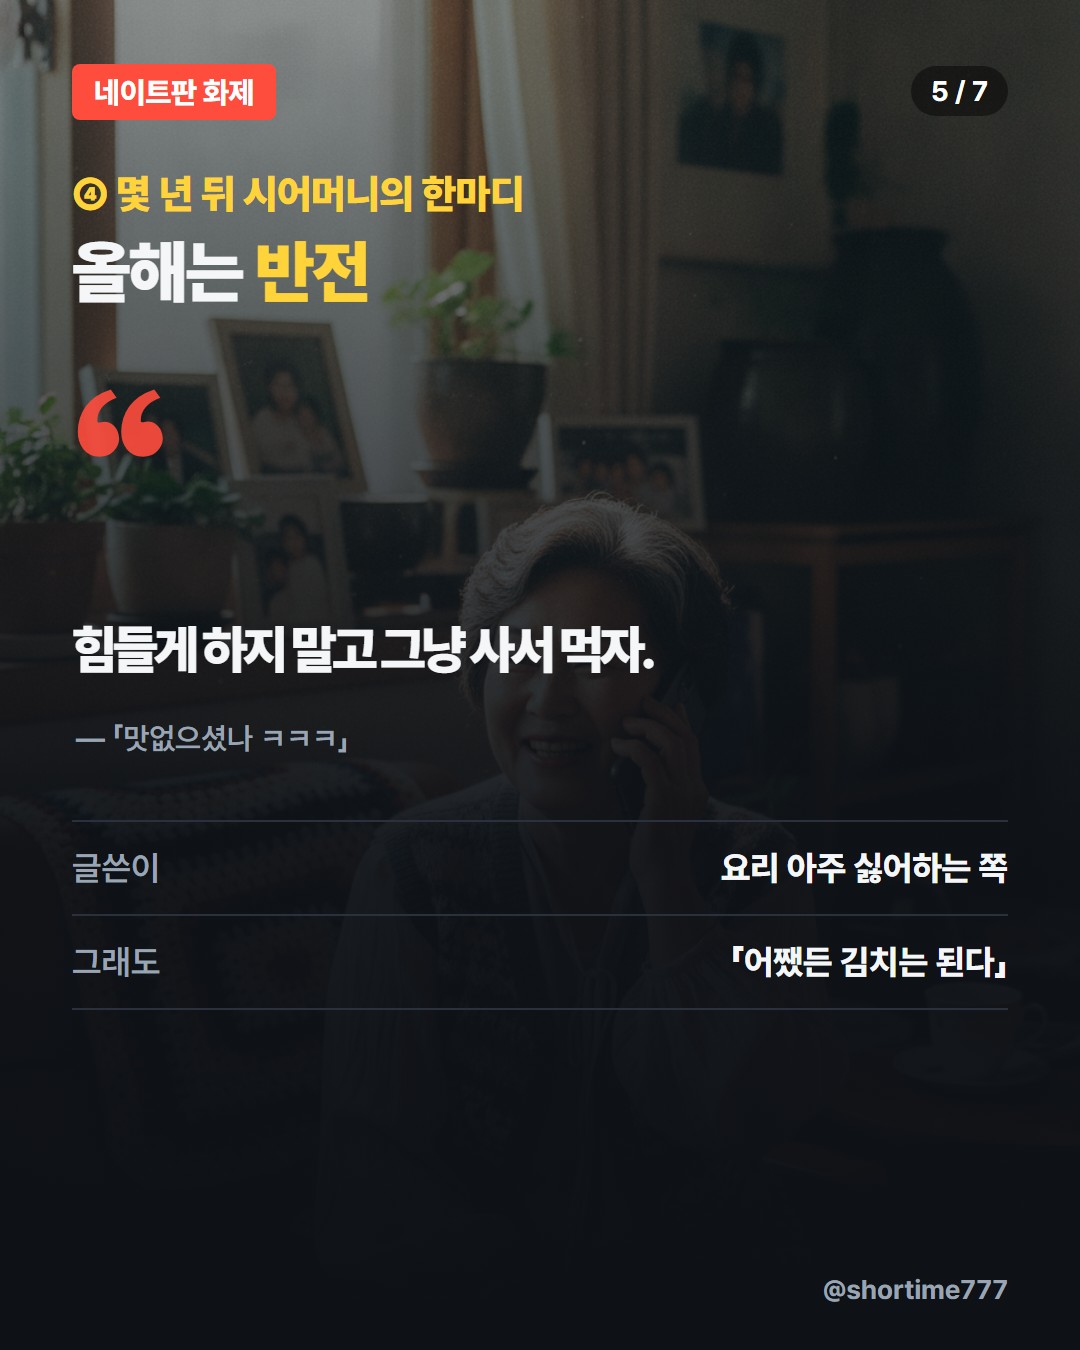 네이트판 화제
5 / 7
④ 몇 년 뒤 시어머니의 한마디
올해는 반전
“
힘들게 하지 말고 그냥 사서 먹자.
— 「맛없으셨나 ㅋㅋㅋ」
글쓴이 요리 아주 싫어하는 쪽
그래도 「어쨌든 김치는 된다」
@shortime777